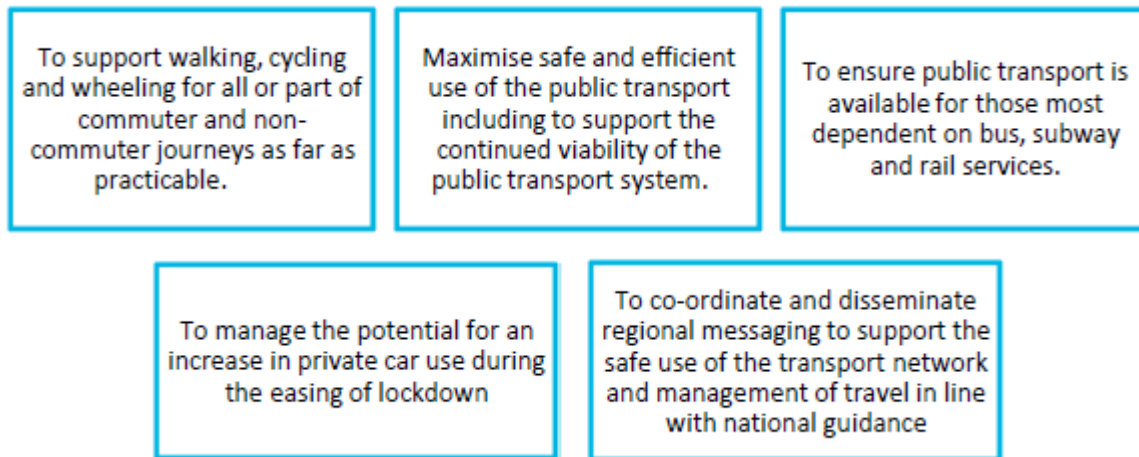 To support walking, cycling
and wheeling for all or part of
commuter and non-
commuter journeys as far as
practicable.
Maximise safe and efficient
use of the public transport
including to support the
continued viability of the
public transport system.
To ensure public transport is
available for those most
dependent on bus, subway
and rail services.
To manage the potential for an
increase in private car use during
the easing of lockdown
To co-ordinate and disseminate
regional messaging to support the
safe use of the transport network
and management of travel in line
with national guidance